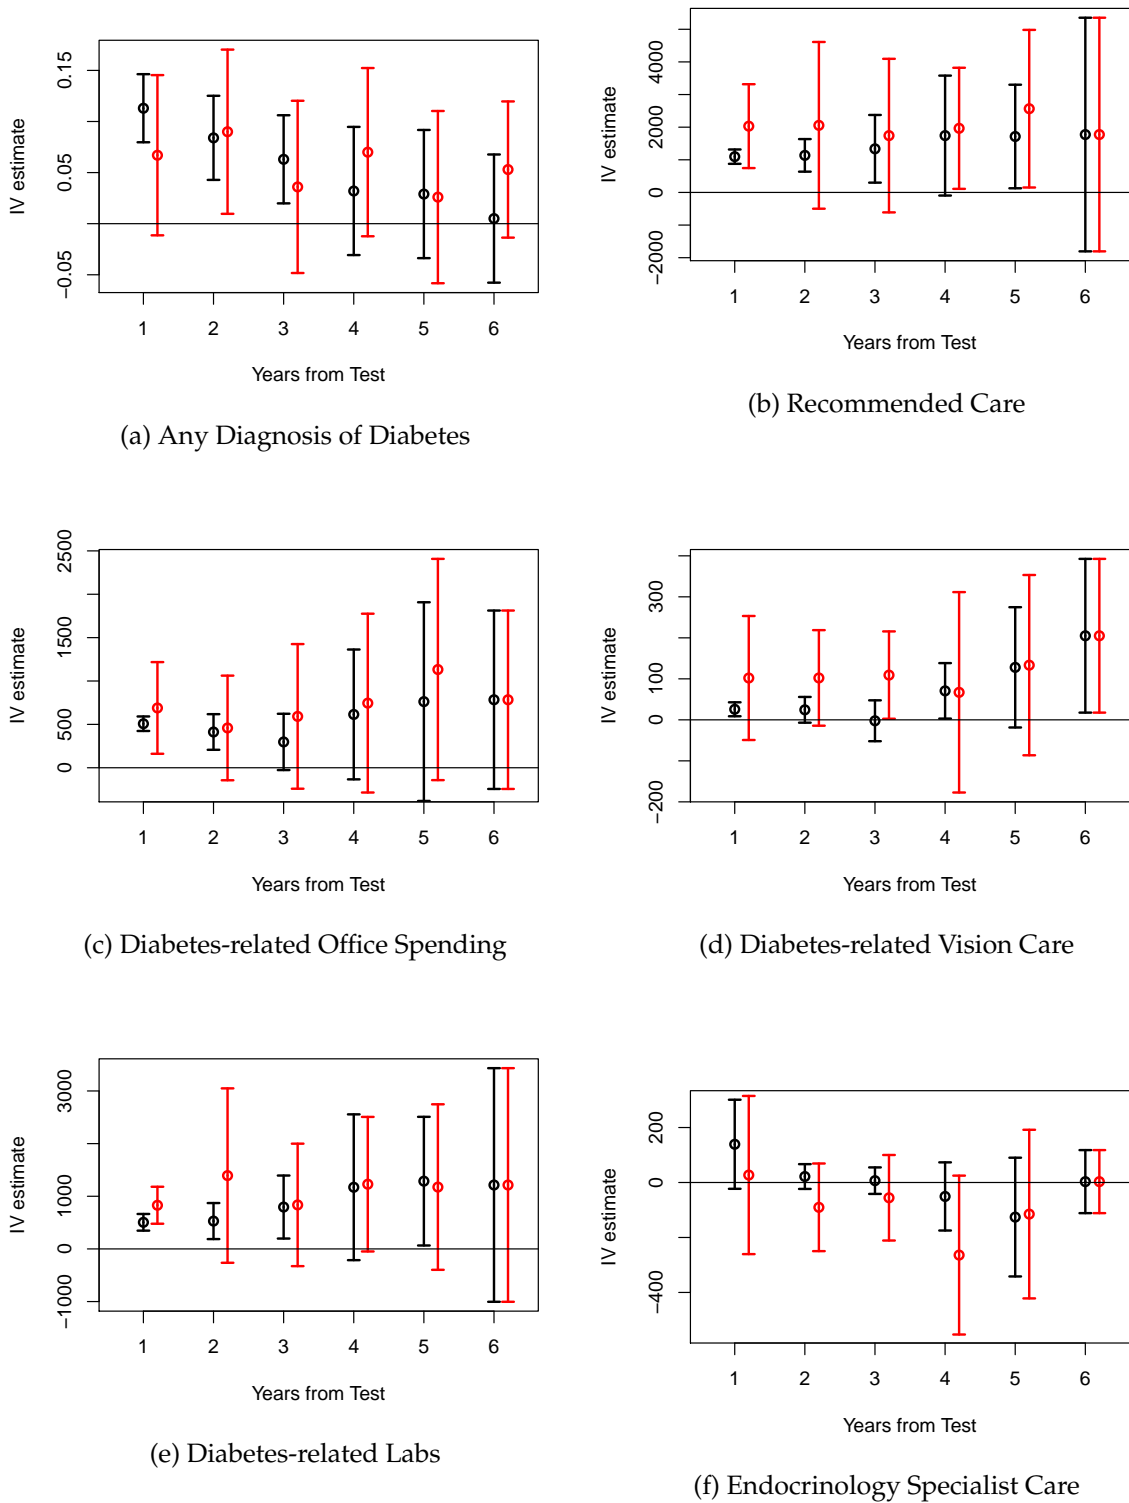 IV estimate
0.15
0.05
−0.05
1 2 3 4 5 6
Years from Test
(a) Any Diagnosis of Diabetes
IV estimate
4000
2000
0
−2000
1 2 3 4 5 6
Years from Test
(b) Recommended Care
IV estimate
2500
1500
500
0
1 2 3 4 5 6
Years from Test
(c) Diabetes-related Office Spending
IV estimate
300
100
0
−200
1 2 3 4 5 6
Years from Test
(d) Diabetes-related Vision Care
IV estimate
3000
1000
0
−1000
1 2 3 4 5 6
Years from Test
(e) Diabetes-related Labs
IV estimate
200
0
−400
1 2 3 4 5 6
Years from Test
(f) Endocrinology Specialist Care